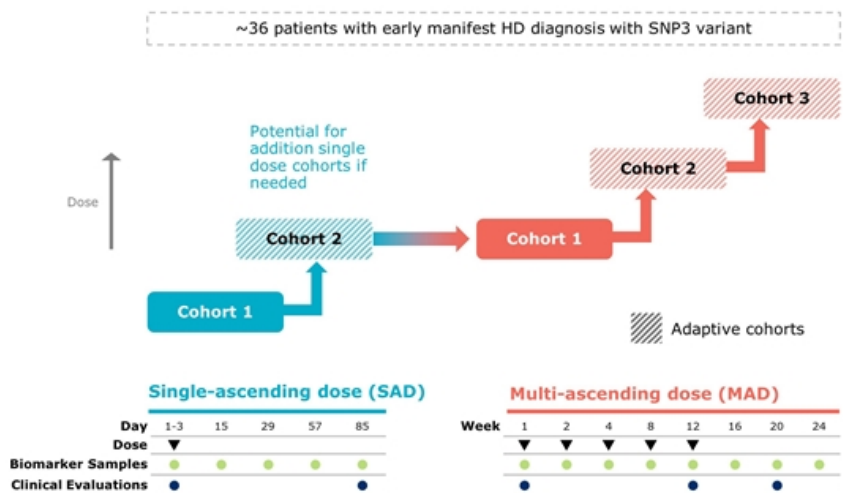 ~36 patients with early manifest HD diagnosis with SNP3 variant
Cohort 3
Potential for
addition single
dose cohorts if
needed
Cohort 2
Dose
Cohort 2
Cohort 1
Cohort 1
Adaptive cohorts
Single-ascending dose (SAD)
Multi-ascending dose (MAD)
Day 1-3 15 29 57 85
Week 1 2 4 8 12 16 20 24
Dose
Biomarker Samples
Clinical Evaluations